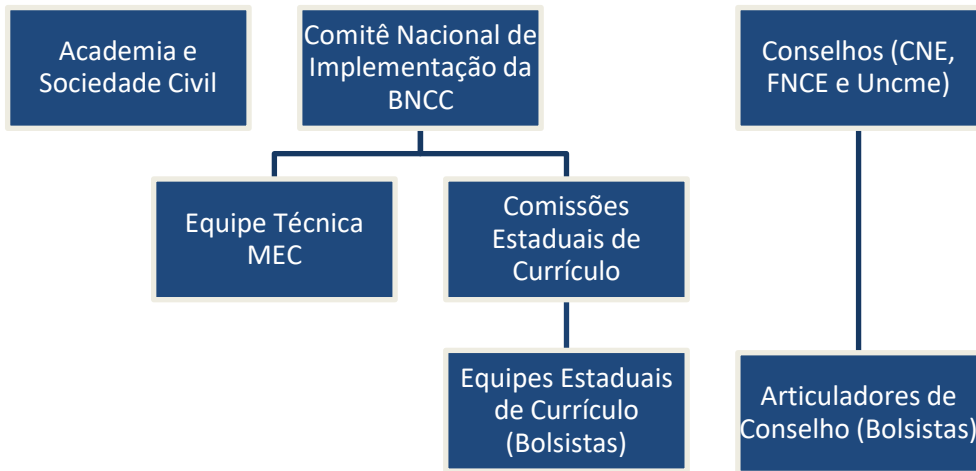 Academia e
Sociedade Civil
Comitê Nacional de
Implementação da
BNCC
Conselhos (CNE,
FNCE e Uncme)
Equipe Técnica
MEC
Comissões
Estaduais de
Currículo
Equipes Estaduais
de Currículo
(Bolsistas)
Articuladores de
Conselho (Bolsistas)